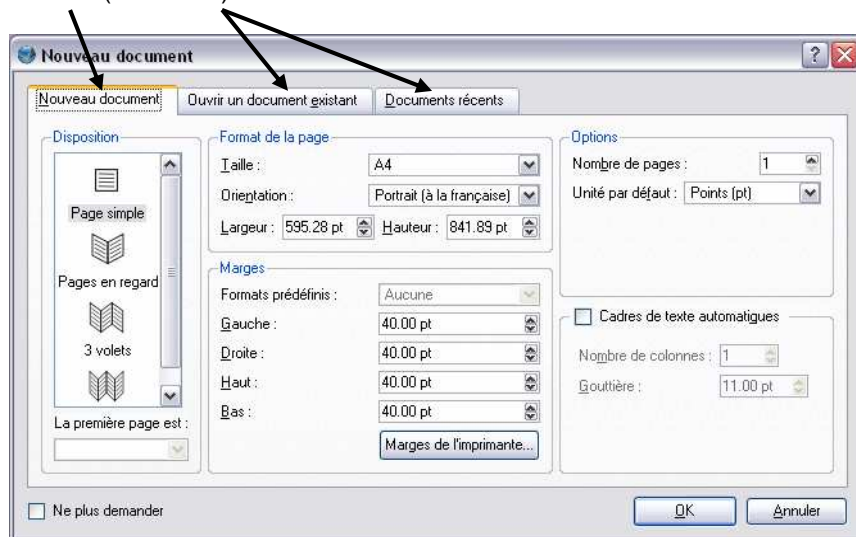 Nouveau document
Nouveau document
Ouvrir un document existant
Documents récents
Disposition
Page simple
Pages en regard
3 volets
La première page est :
Format de la page
Taille : A4
Orientation : Portrait (à la française)
Largeur : 595.28 pt Hauteur : 841.89 pt
Marges
Formats prédéfinis : Aucune
Gauche : 40.00 pt
Droite : 40.00 pt
Haut : 40.00 pt
Bas : 40.00 pt
Marges de l'imprimante...
Options
Nombre de pages : 1
Unité par défaut : Points (pt)
Cadres de texte automatiques
Nombre de colonnes : 1
Gouttière : 11.00 pt
Ne plus demander
OK
Annuler